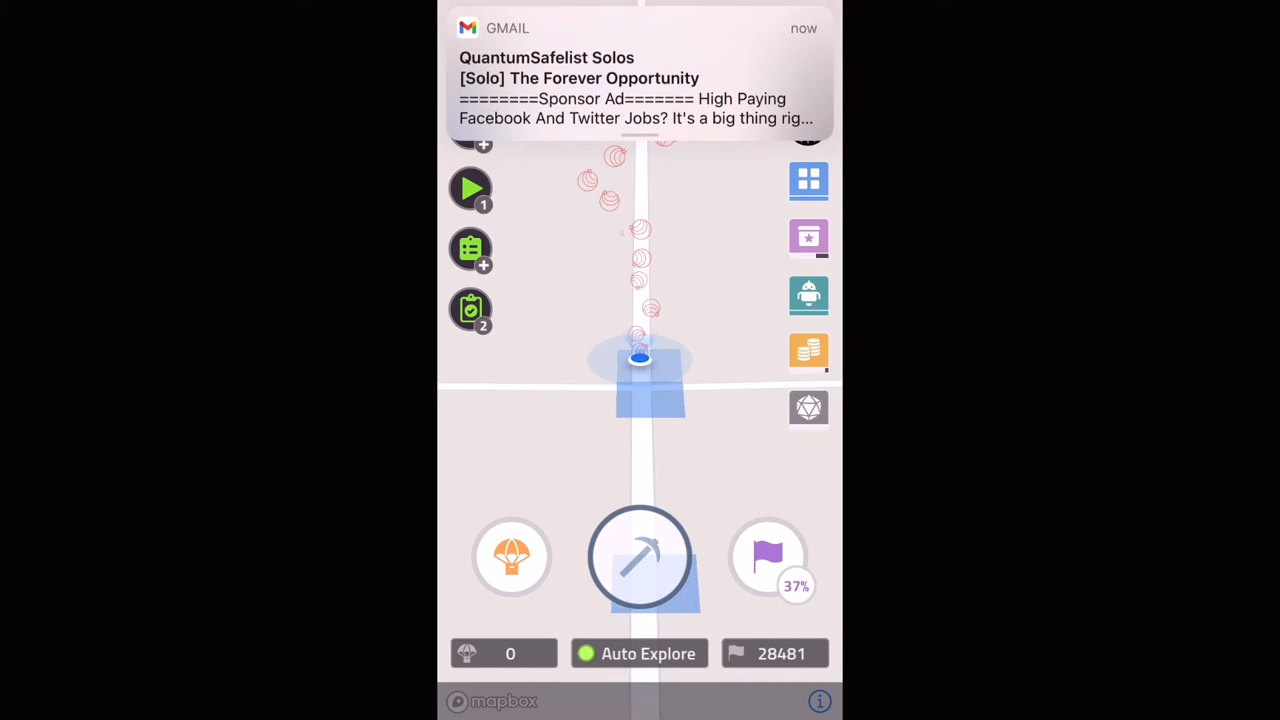 GMAIL
now
QuantumSafelist Solos
[Solo] The Forever Opportunity
========Sponsor Ad======= High Paying
Facebook And Twitter Jobs? It's a big thing rig...
1
2
37%
0
Auto Explore
28481
mapbox